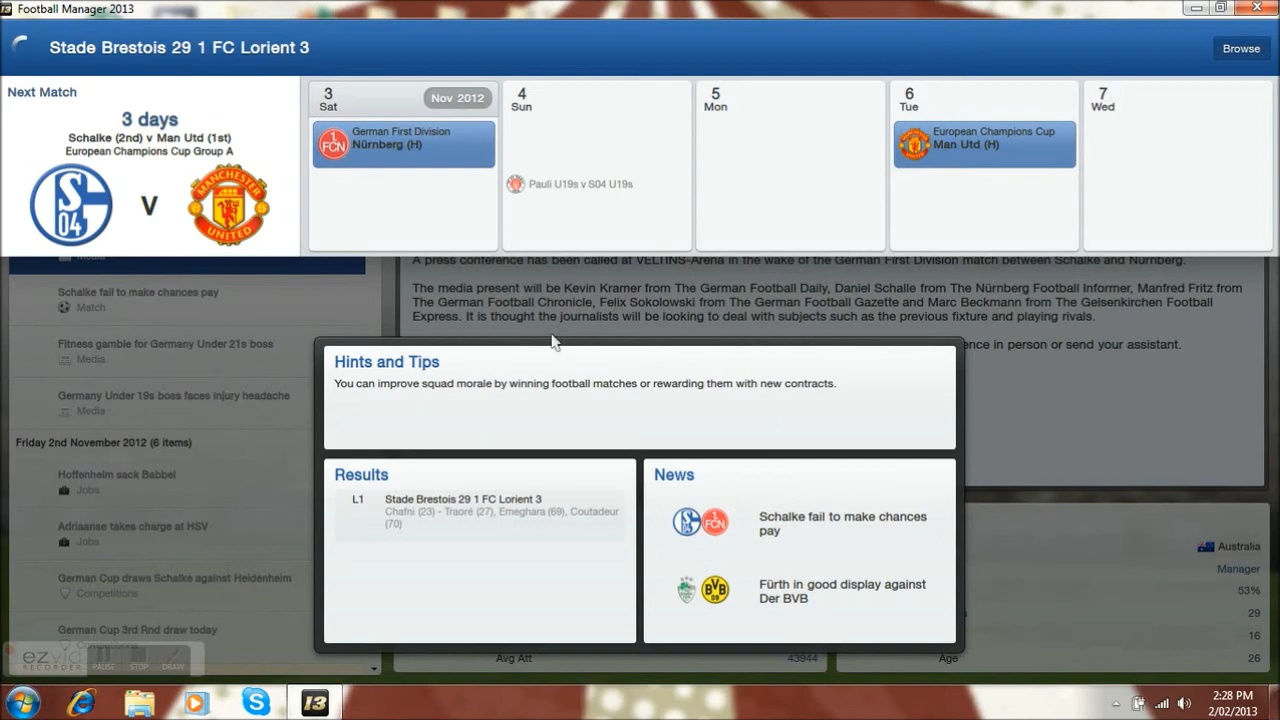 Football Manager 2013
Stade Brestois 29 1 FC Lorient 3
Browse
Next Match
3 days
Schalke (2nd) v Man Utd (1st)
European Champions Cup Group A
V
3
Sat
Nov 2012
German First Division
Nürnberg (H)
4
Sun
Pauli U19s v S04 U19s
5
Mon
6
Tue
European Champions Cup
Man Utd (H)
7
Wed
Media
Schalke fail to make chances pay
Match
Fitness gamble for Germany Under 21s boss
Media
Germany Under 19s boss faces injury headache
Media
Friday 2nd November 2012 (6 items)
Hoffenheim sack Babbel
Jobs
Adriaanse takes charge at HSV
Jobs
German Cup draws Schalke against Heidenheim
Competitions
German Cup 3rd Rnd draw today
Competitions
A press conference has been called at VELTINS-Arena in the wake of the German First Division match between Schalke and Nürnberg.
The media present will be Kevin Kramer from The German Football Daily, Daniel Schalle from The Nürnberg Football Informer, Manfred Fritz from
The German Football Chronicle, Felix Sokolowski from The German Football Gazette and Marc Beckmann from The Gelsenkirchen Football
Express. It is thought the journalists will be looking to deal with subjects such as the previous fixture and playing rivals.
ence in person or send your assistant.
Hints and Tips
You can improve squad morale by winning football matches or rewarding them with new contracts.
Results
L1
Stade Brestois 29 1 FC Lorient 3
Chafni (23) - Traoré (27), Emeghara (69), Coutadeur
(70)
News
Schalke fail to make chances
pay
Fürth in good display against
Der BVB
Australia
Manager
53%
29
16
Avg Att
43944
Age
26
ezvid
RECORDER
PAUSE
STOP
DRAW
2:28 PM
2/02/2013